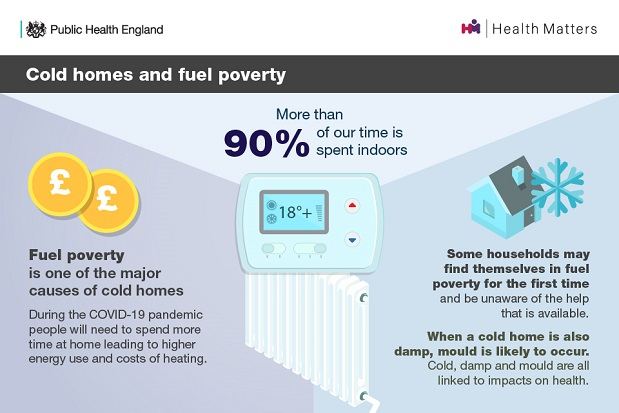 Public Health England
Health Matters
Cold homes and fuel poverty
More than
90% of our time is
spent indoors
££
18°+
Fuel poverty
is one of the major
causes of cold homes
During the COVID-19 pandemic
people will need to spend more
time at home leading to higher
energy use and costs of heating.
Some households may
find themselves in fuel
poverty for the first time
and be unaware of the help
that is available.
When a cold home is also
damp, mould is likely to occur.
Cold, damp and mould are all
linked to impacts on health.